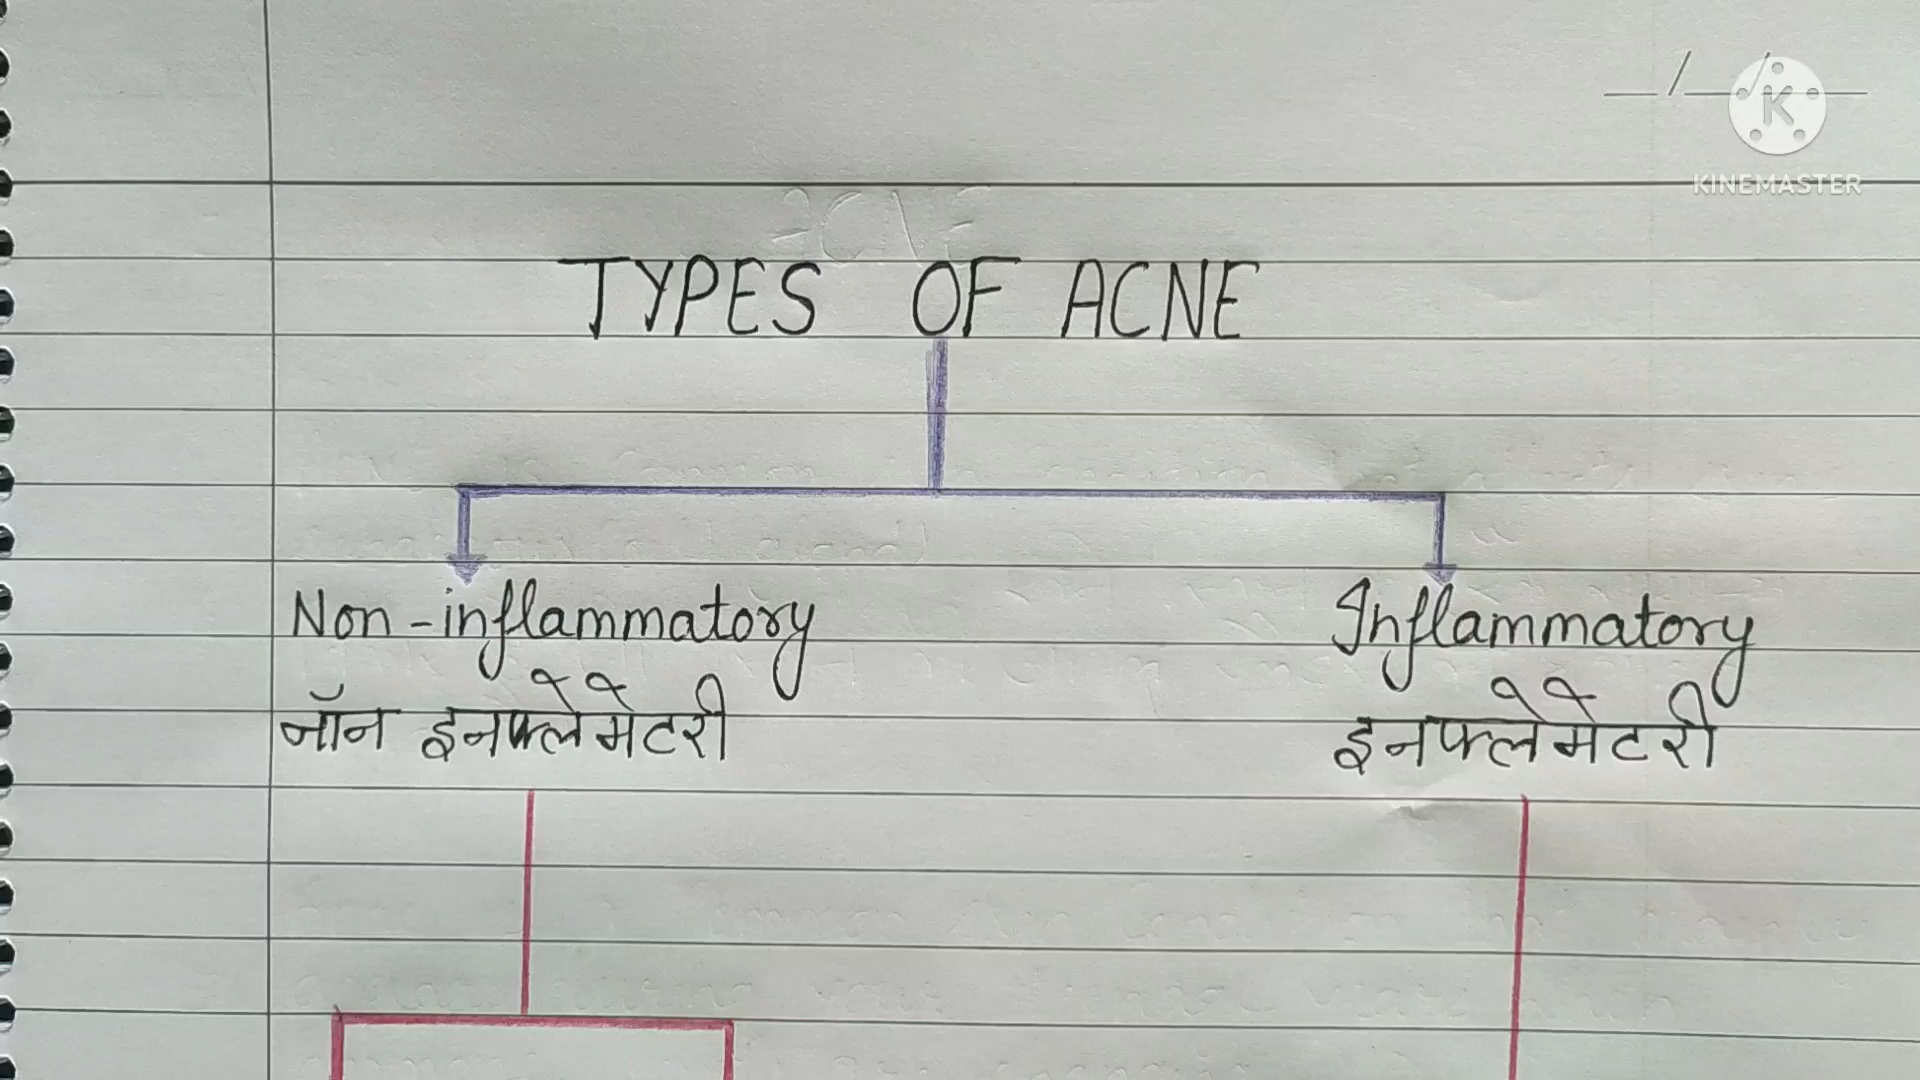 KINEMASTER
TYPES OF ACNE
Non-inflammatory
Inflammatory
नॉन इनफ्लेमेटरी
इनफ्लेमेटरी